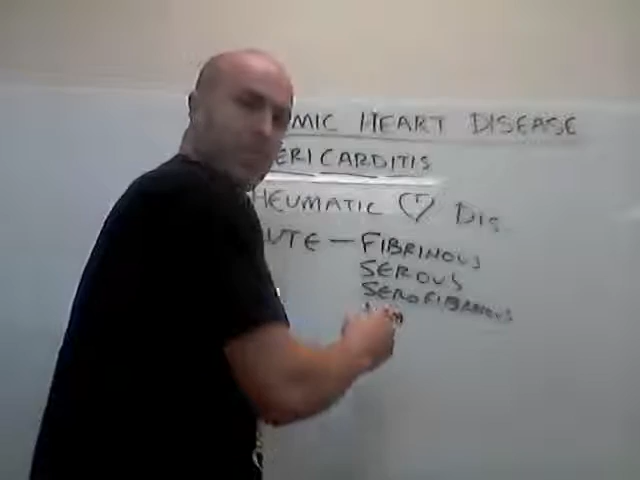 MIC HEART DISEASE
ERICARDITIS
HEUMATIC ♡ DIS
UTE — FIBRINOUS
SEROUS
SEROFIBRINOUS